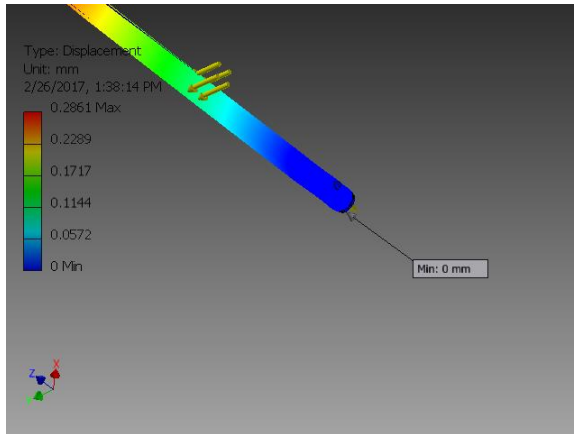 Type: Displacement
Unit: mm
2/26/2017, 1:38:14 PM
0.2861 Max
0.2289
0.1717
0.1144
0.0572
0 Min
Min: 0 mm
X
Z